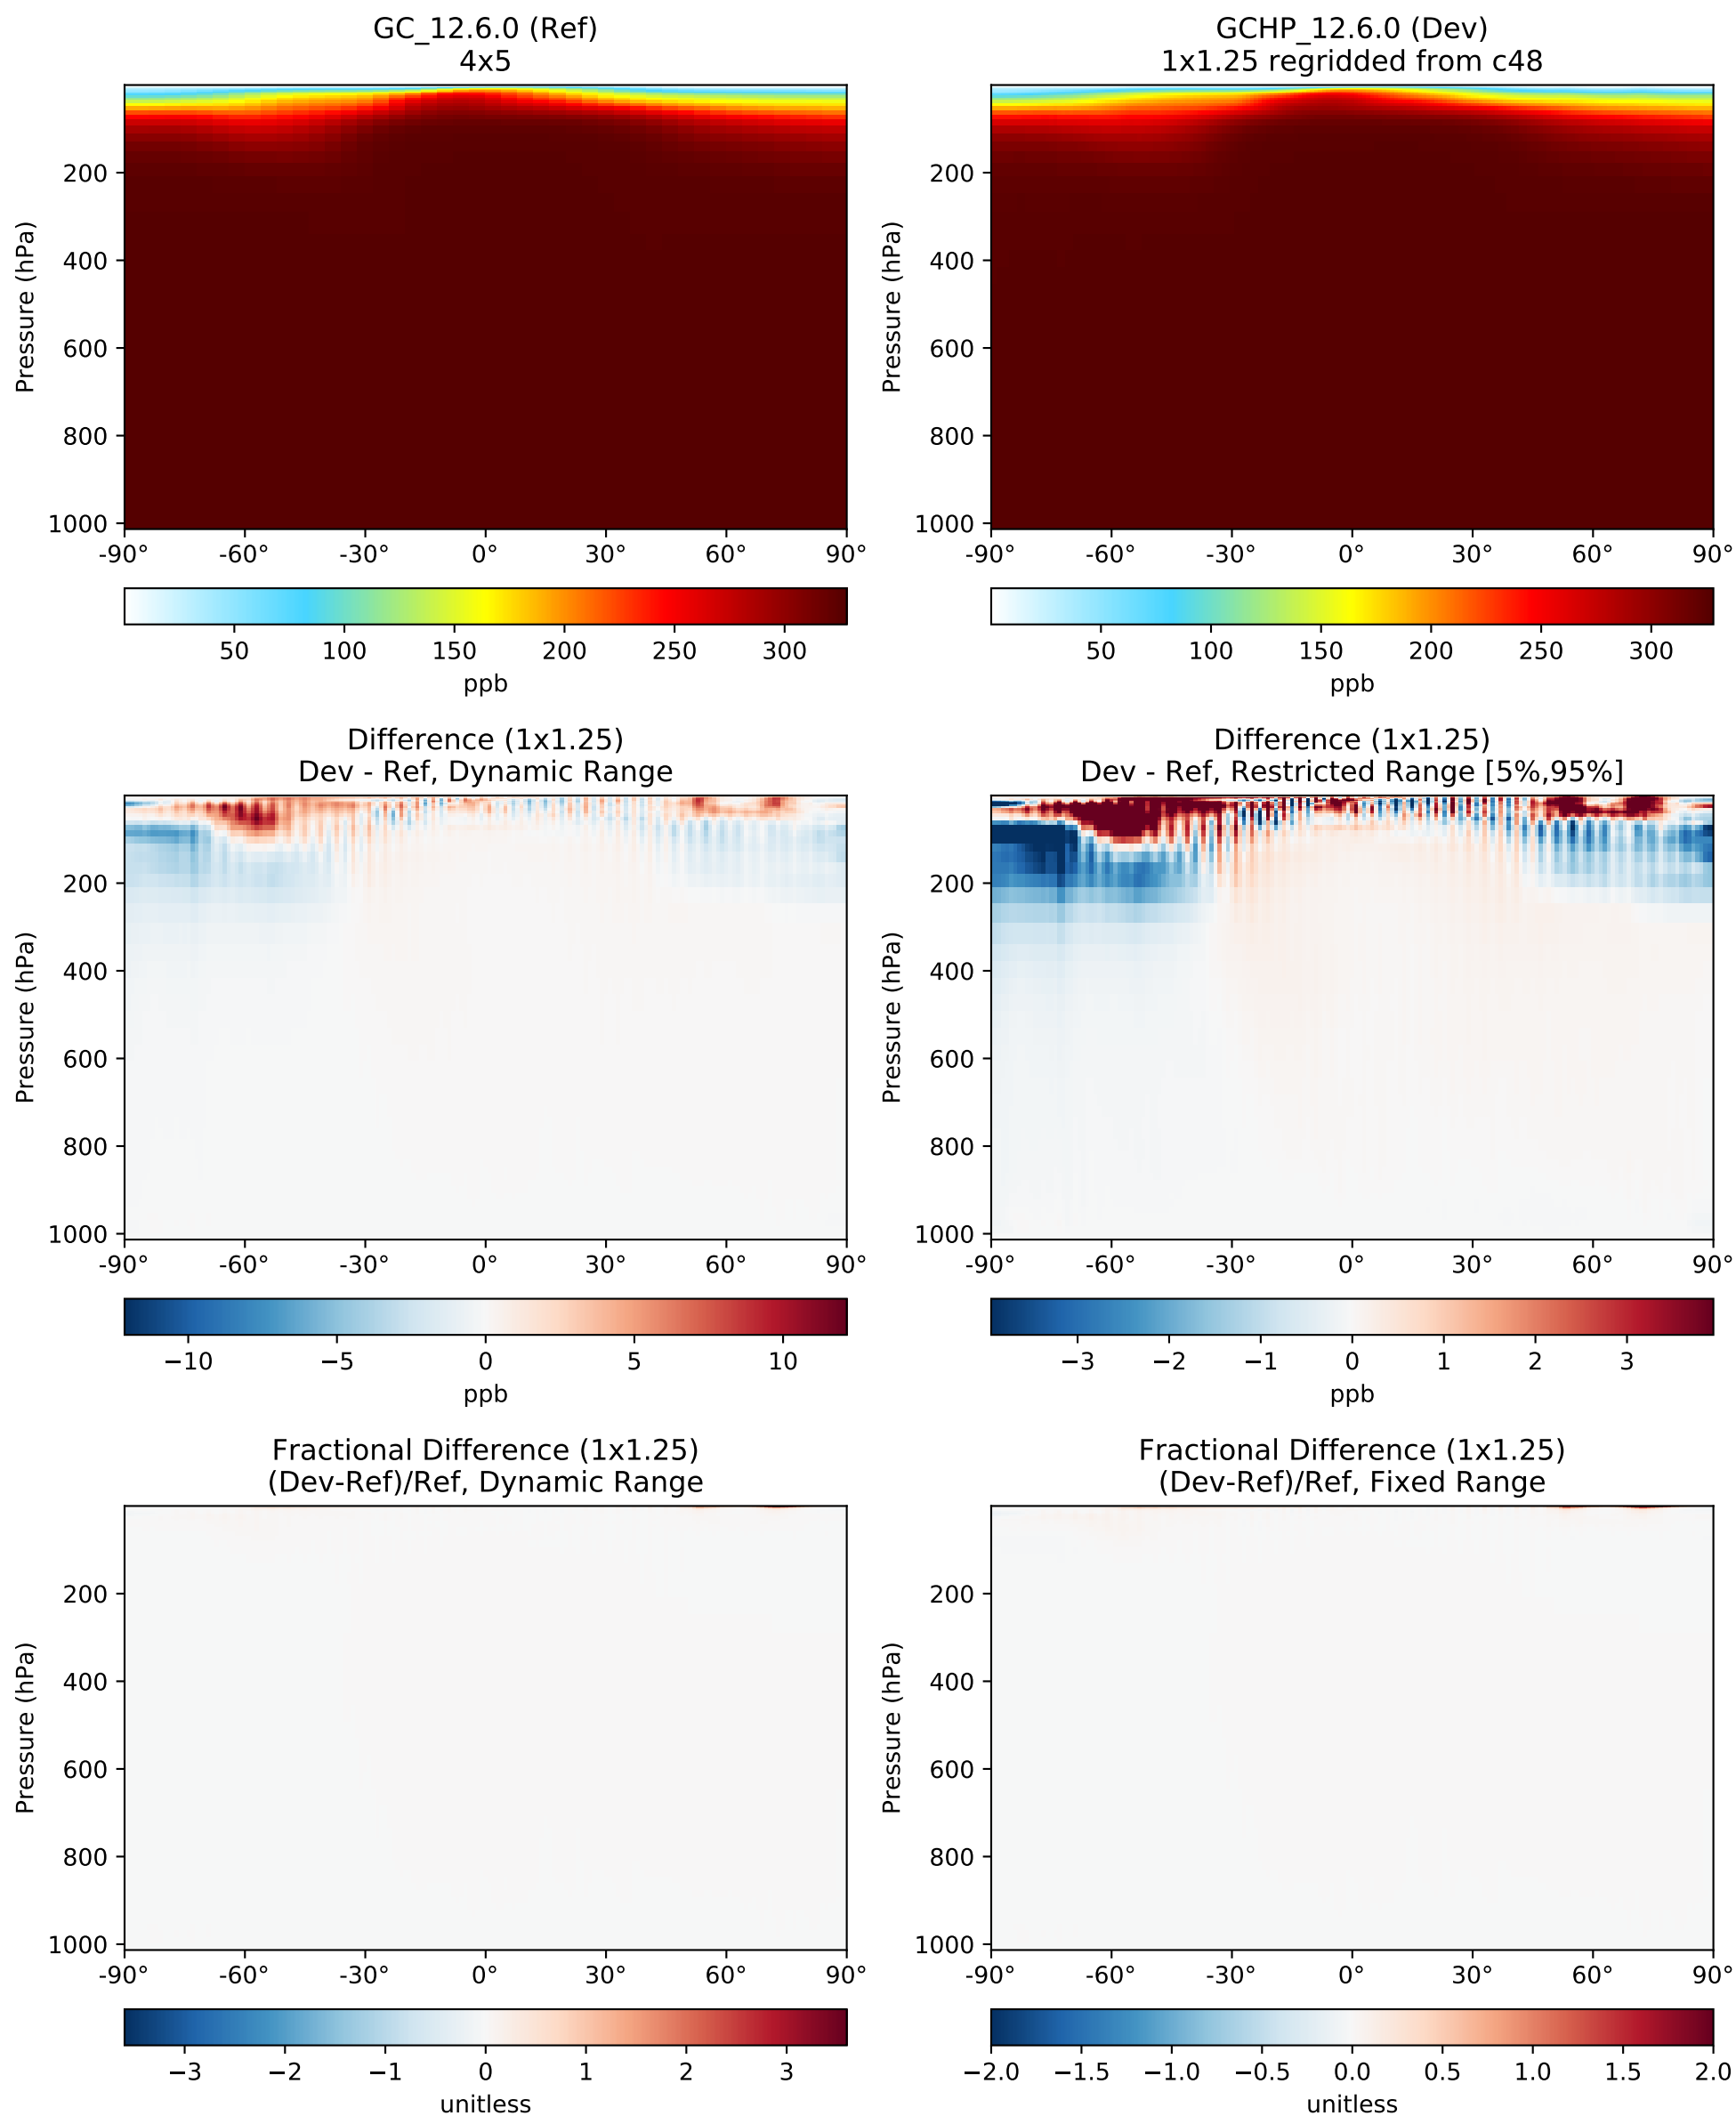 GC_12.6.0 (Ref)
4x5
200
400
600
800
1000
Pressure (hPa)
-90° -60° -30° 0° 30° 60° 90°
50 100 150 200 250 300
ppb
GCHP_12.6.0 (Dev)
1x1.25 regridded from c48
200
400
600
800
1000
Pressure (hPa)
-90° -60° -30° 0° 30° 60° 90°
50 100 150 200 250 300
ppb
Difference (1x1.25)
Dev - Ref, Dynamic Range
200
400
600
800
1000
Pressure (hPa)
-90° -60° -30° 0° 30° 60° 90°
−10 −5 0 5 10
ppb
Difference (1x1.25)
Dev - Ref, Restricted Range [5%,95%]
200
400
600
800
1000
Pressure (hPa)
-90° -60° -30° 0° 30° 60° 90°
−3 −2 −1 0 1 2 3
ppb
Fractional Difference (1x1.25)
(Dev-Ref)/Ref, Dynamic Range
200
400
600
800
1000
Pressure (hPa)
-90° -60° -30° 0° 30° 60° 90°
−3 −2 −1 0 1 2 3
unitless
Fractional Difference (1x1.25)
(Dev-Ref)/Ref, Fixed Range
200
400
600
800
1000
Pressure (hPa)
-90° -60° -30° 0° 30° 60° 90°
−2.0 −1.5 −1.0 −0.5 0.0 0.5 1.0 1.5 2.0
unitless